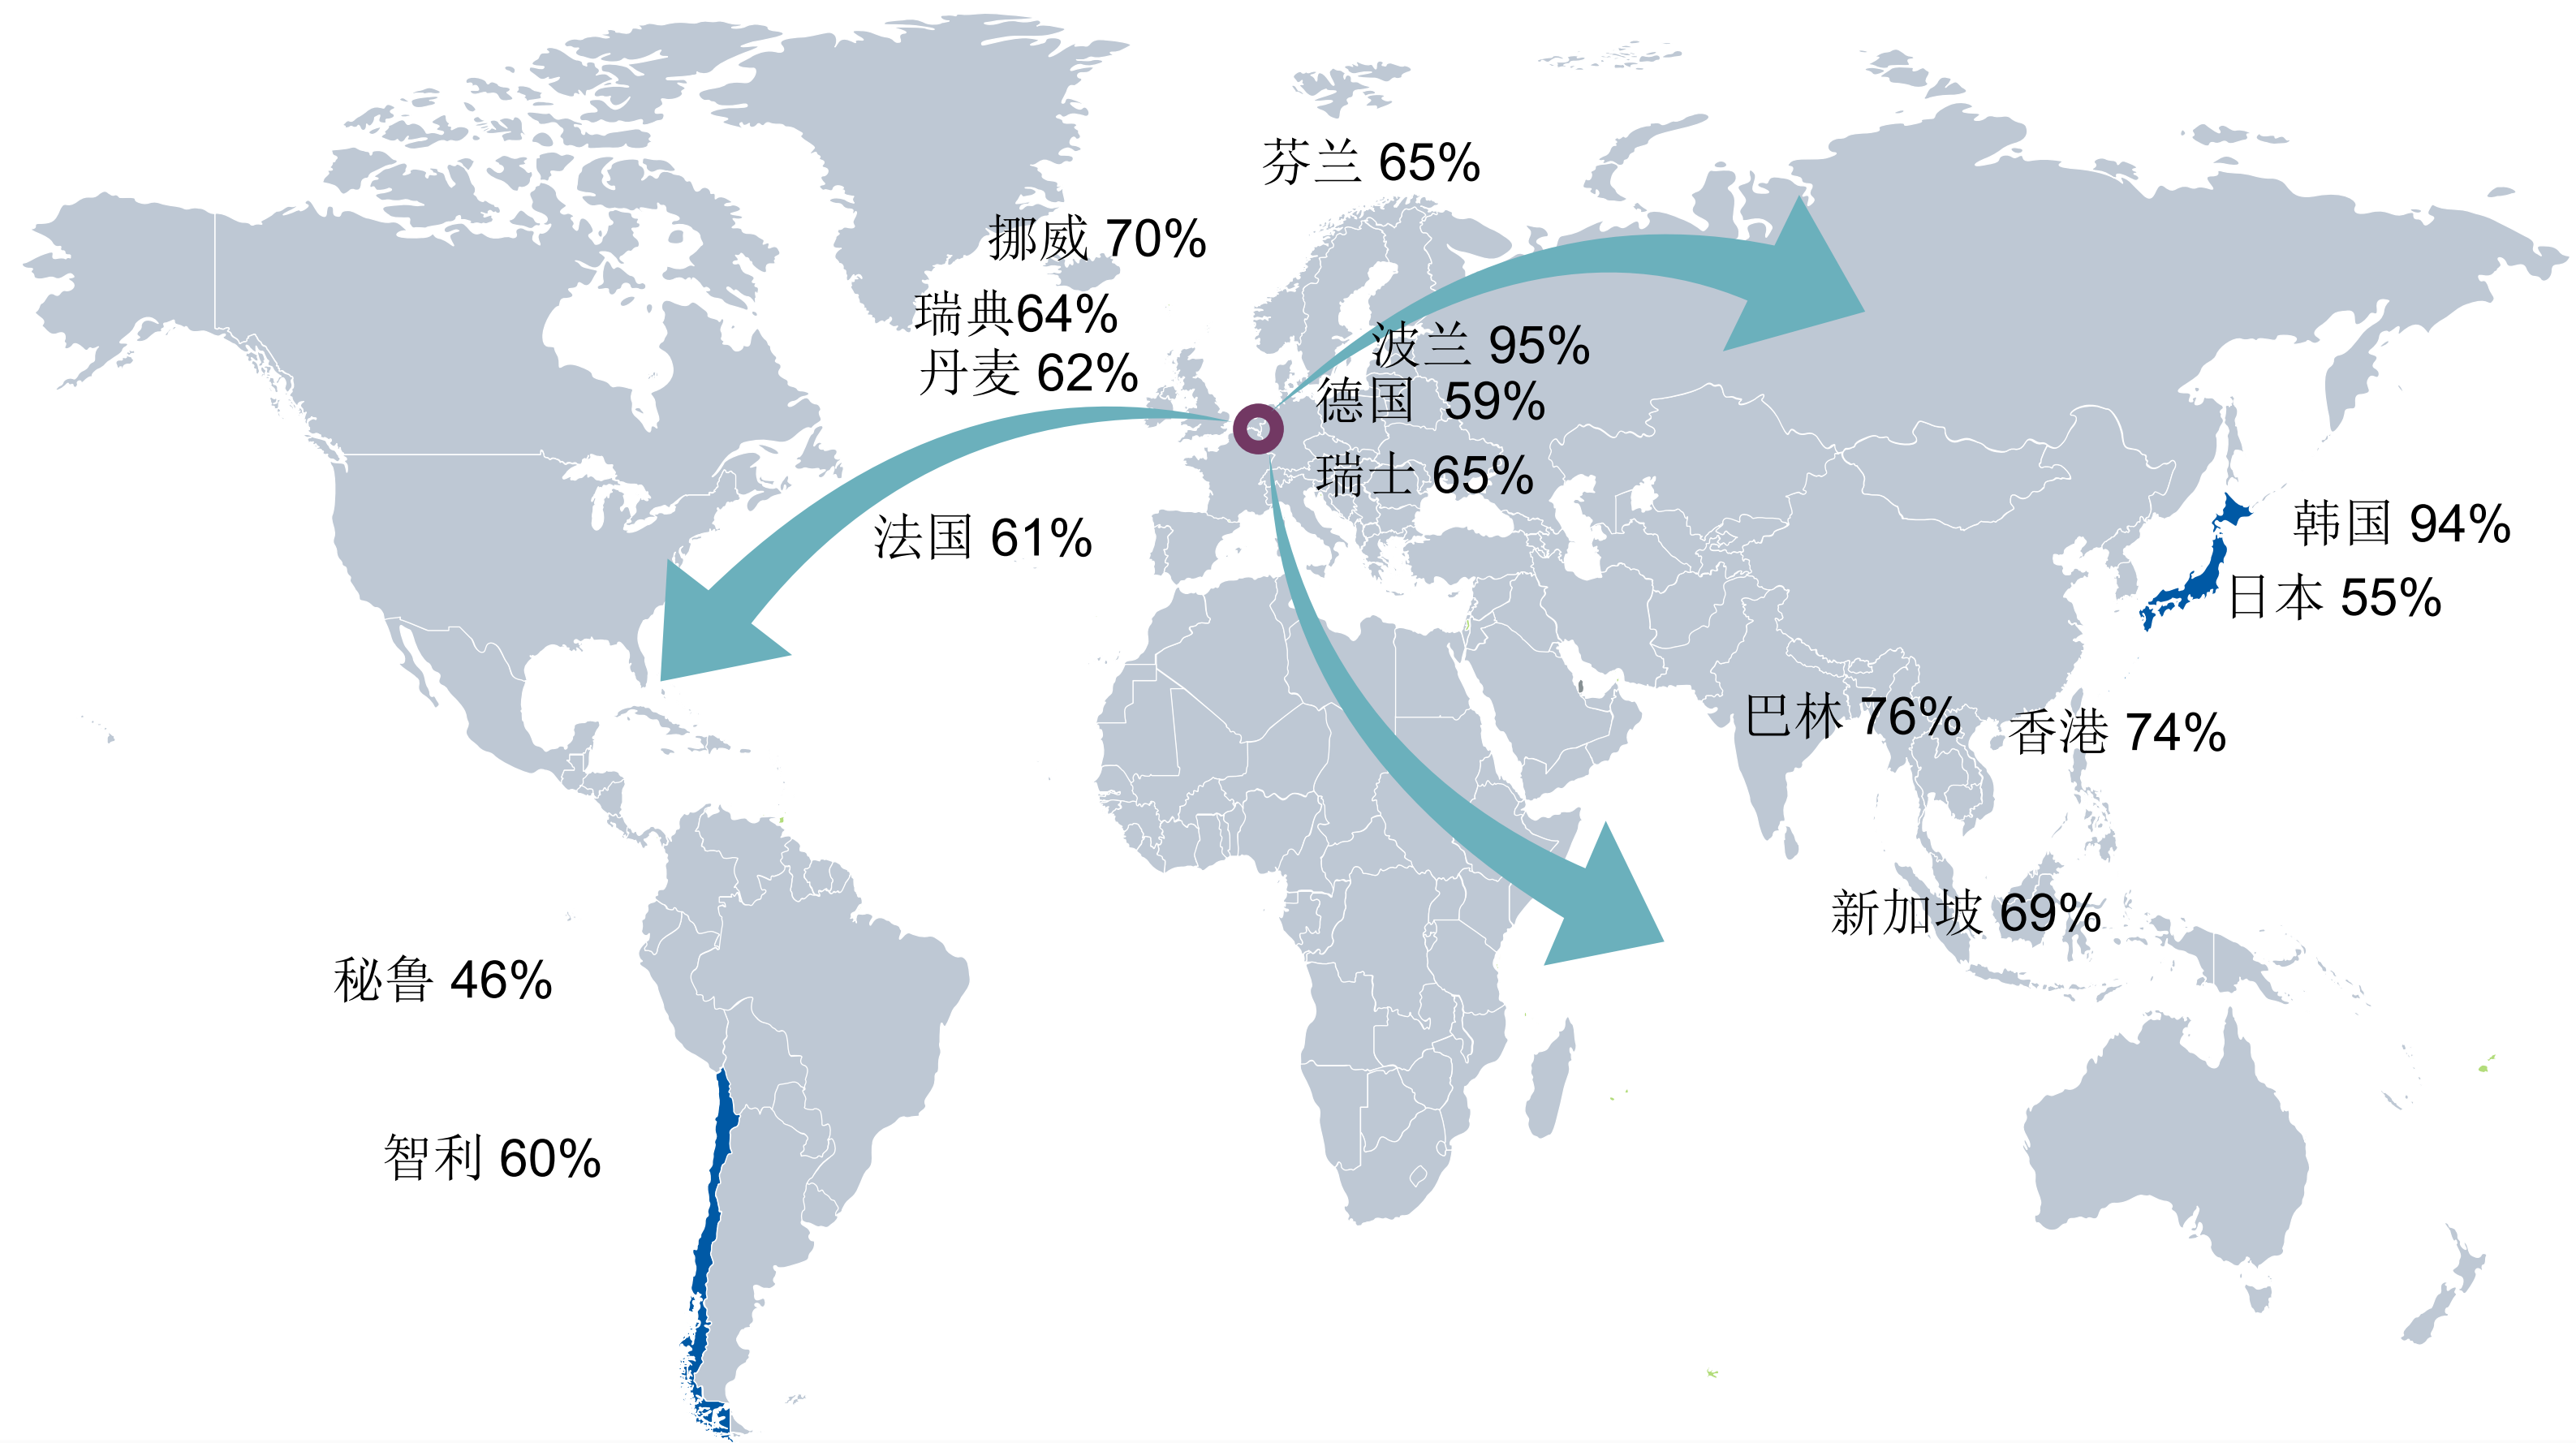 芬兰 65%
挪威 70%
瑞典64%
丹麦 62%
波兰 95%
德国 59%
瑞士 65%
法国 61%
韩国 94%
日本 55%
巴林 76%
香港 74%
新加坡 69%
秘鲁 46%
智利 60%